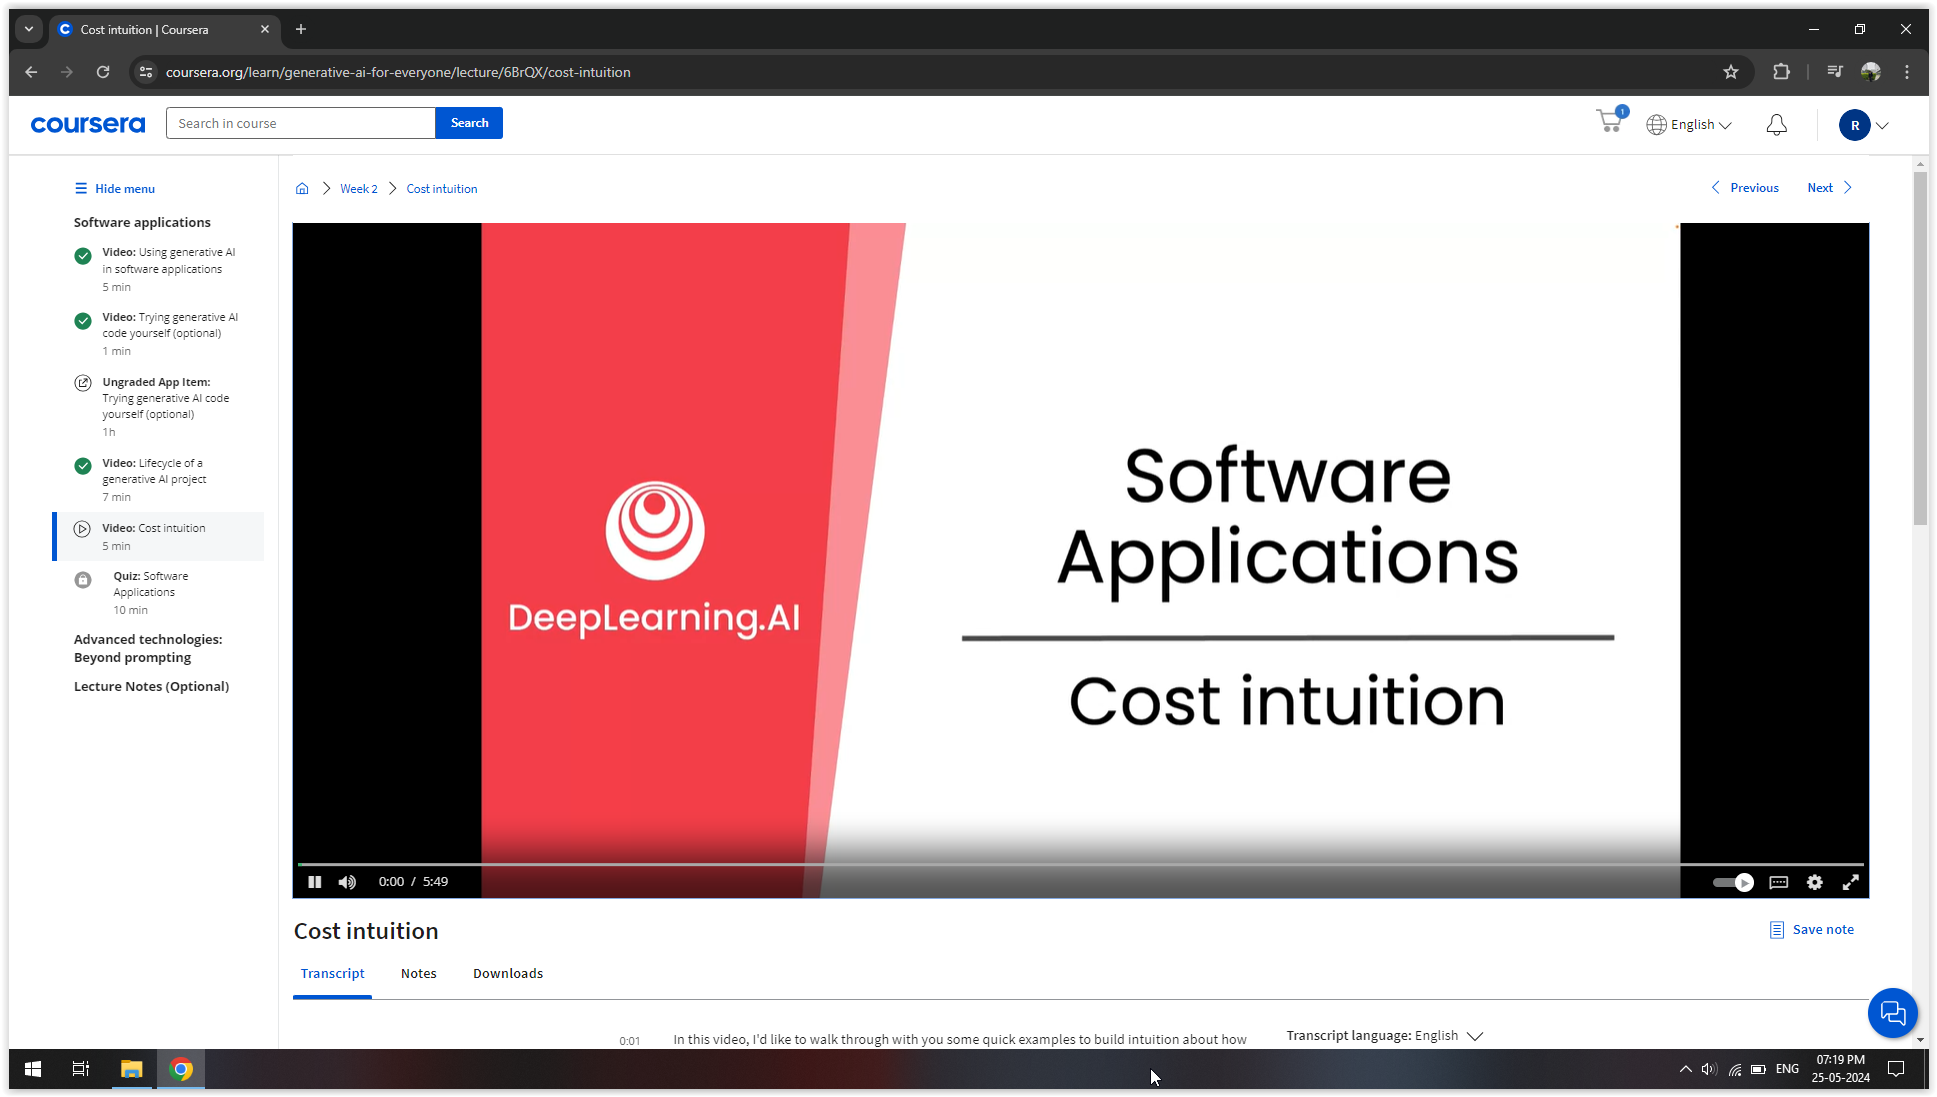 Cost intuition | Coursera
coursera.org/learn/generative-ai-for-everyone/lecture/6BrQX/cost-intuition
coursera
Search in course
Search
1
English
R
Hide menu
Week 2
Cost intuition
Previous
Next
Software applications
Video: Using generative AI
in software applications
5 min
Video: Trying generative AI
code yourself (optional)
1 min
Ungraded App Item:
Trying generative AI code
yourself (optional)
1h
Video: Lifecycle of a
generative AI project
7 min
Video: Cost intuition
5 min
Quiz: Software
Applications
10 min
Advanced technologies:
Beyond prompting
Lecture Notes (Optional)
DeepLearning.AI
Software
Applications
Cost intuition
0:00 / 5:49
Cost intuition
Save note
Transcript
Notes
Downloads
0:01
In this video, I'd like to walk through with you some quick examples to build intuition about how
Transcript language: English
ENG
07:19 PM
25-05-2024